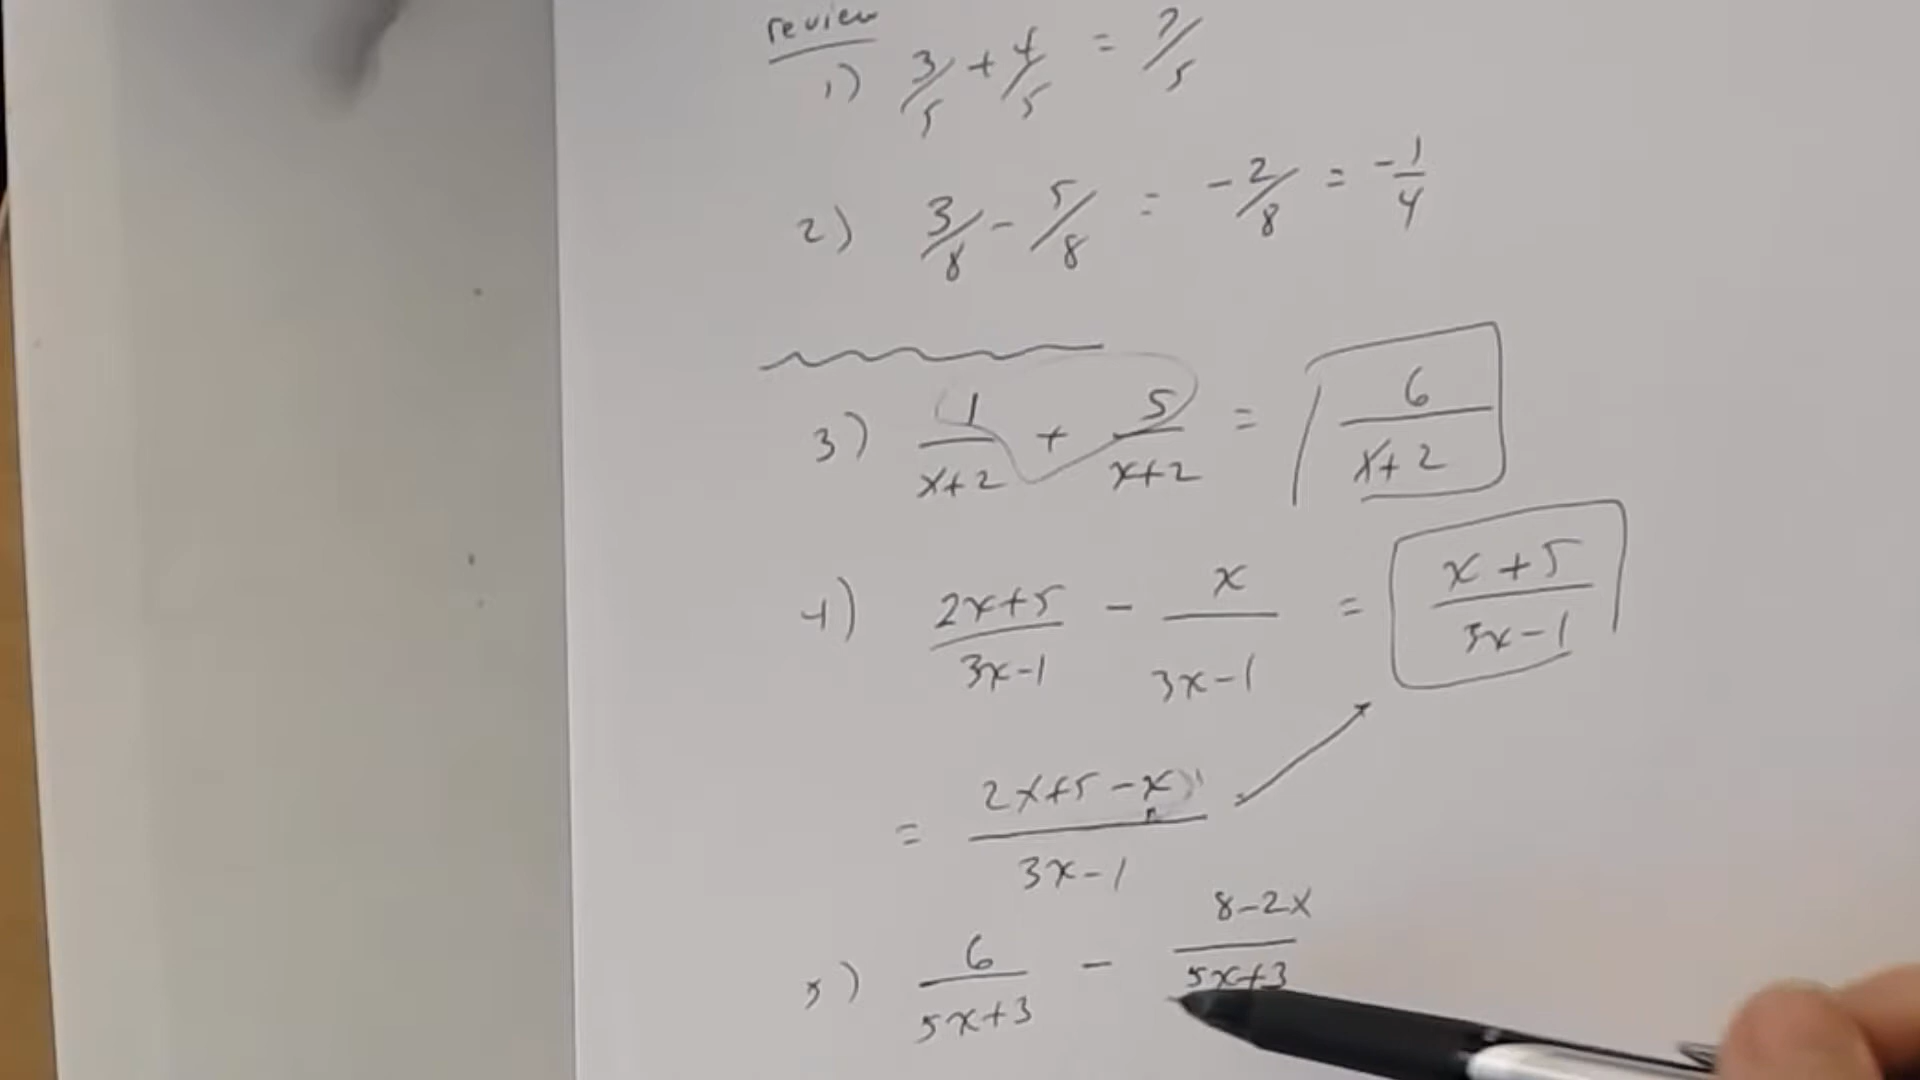 review
1) 3/5 + 4/5 = 7/5
2) 3/8 - 5/8 = -2/8 = -1/4
3) 1/x+2 + 5/x+2 = 6/x+2
4) 2x+5/3x-1 - x/3x-1 = x+5/3x-1
= 2x+5-x/3x-1 =
5) 6/5x+3 - 8-2x/5x+3